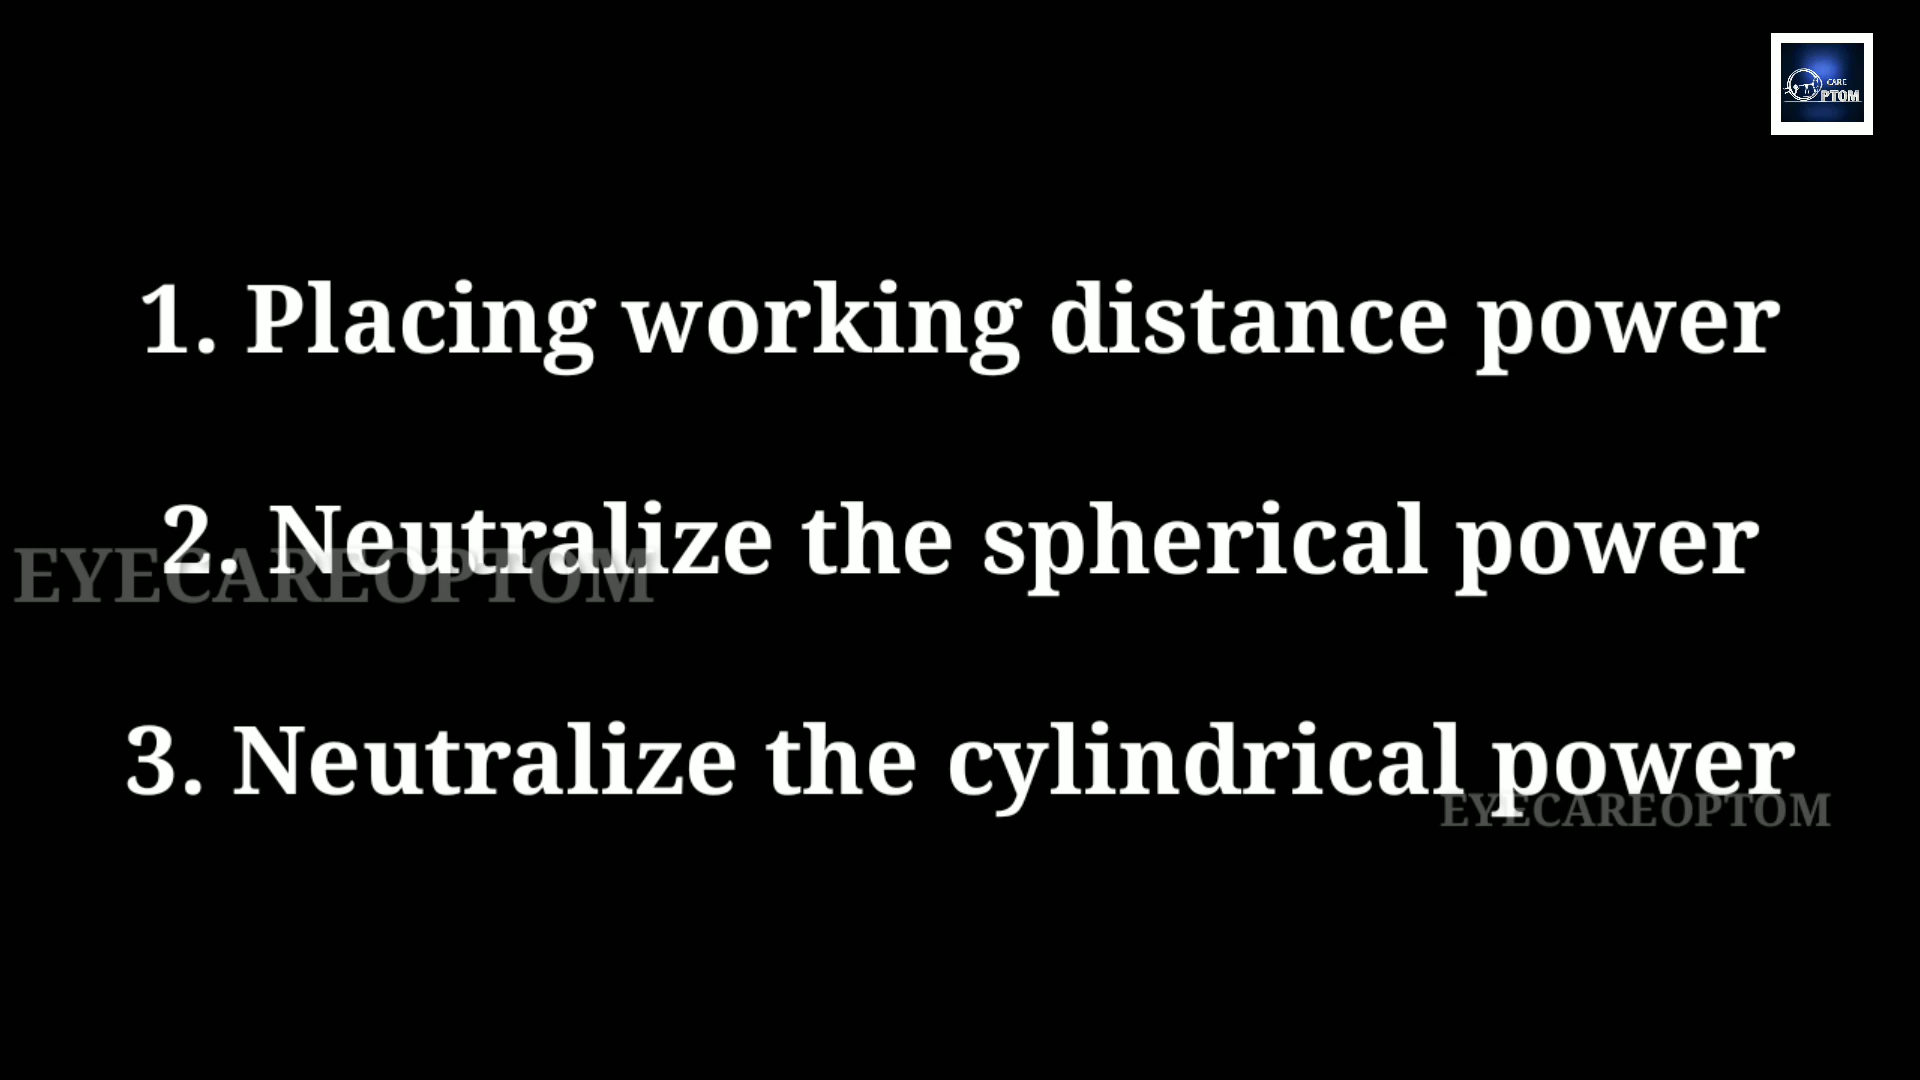 CARE
PTOM
1. Placing working distance power
2. Neutralize the spherical power
EYECAREOPTOM
3. Neutralize the cylindrical power
EYECAREOPTOM